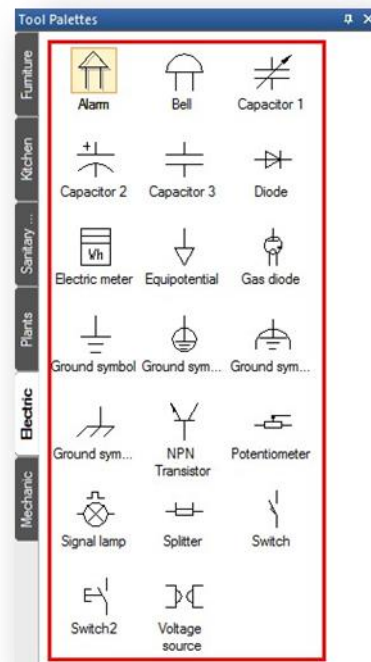 Tool Palettes
Furniture
Kitchen
Sanitary ...
Plants
Electric
Mechanic
Alarm Bell Capacitor 1
+
Capacitor 2 Capacitor 3 Diode
Wh
Electric meter Equipotential Gas diode
Ground symbol Ground sym... Ground sym...
Ground sym... NPN Potentiometer
Transistor
Signal lamp Splitter Switch
Switch2 Voltage
source